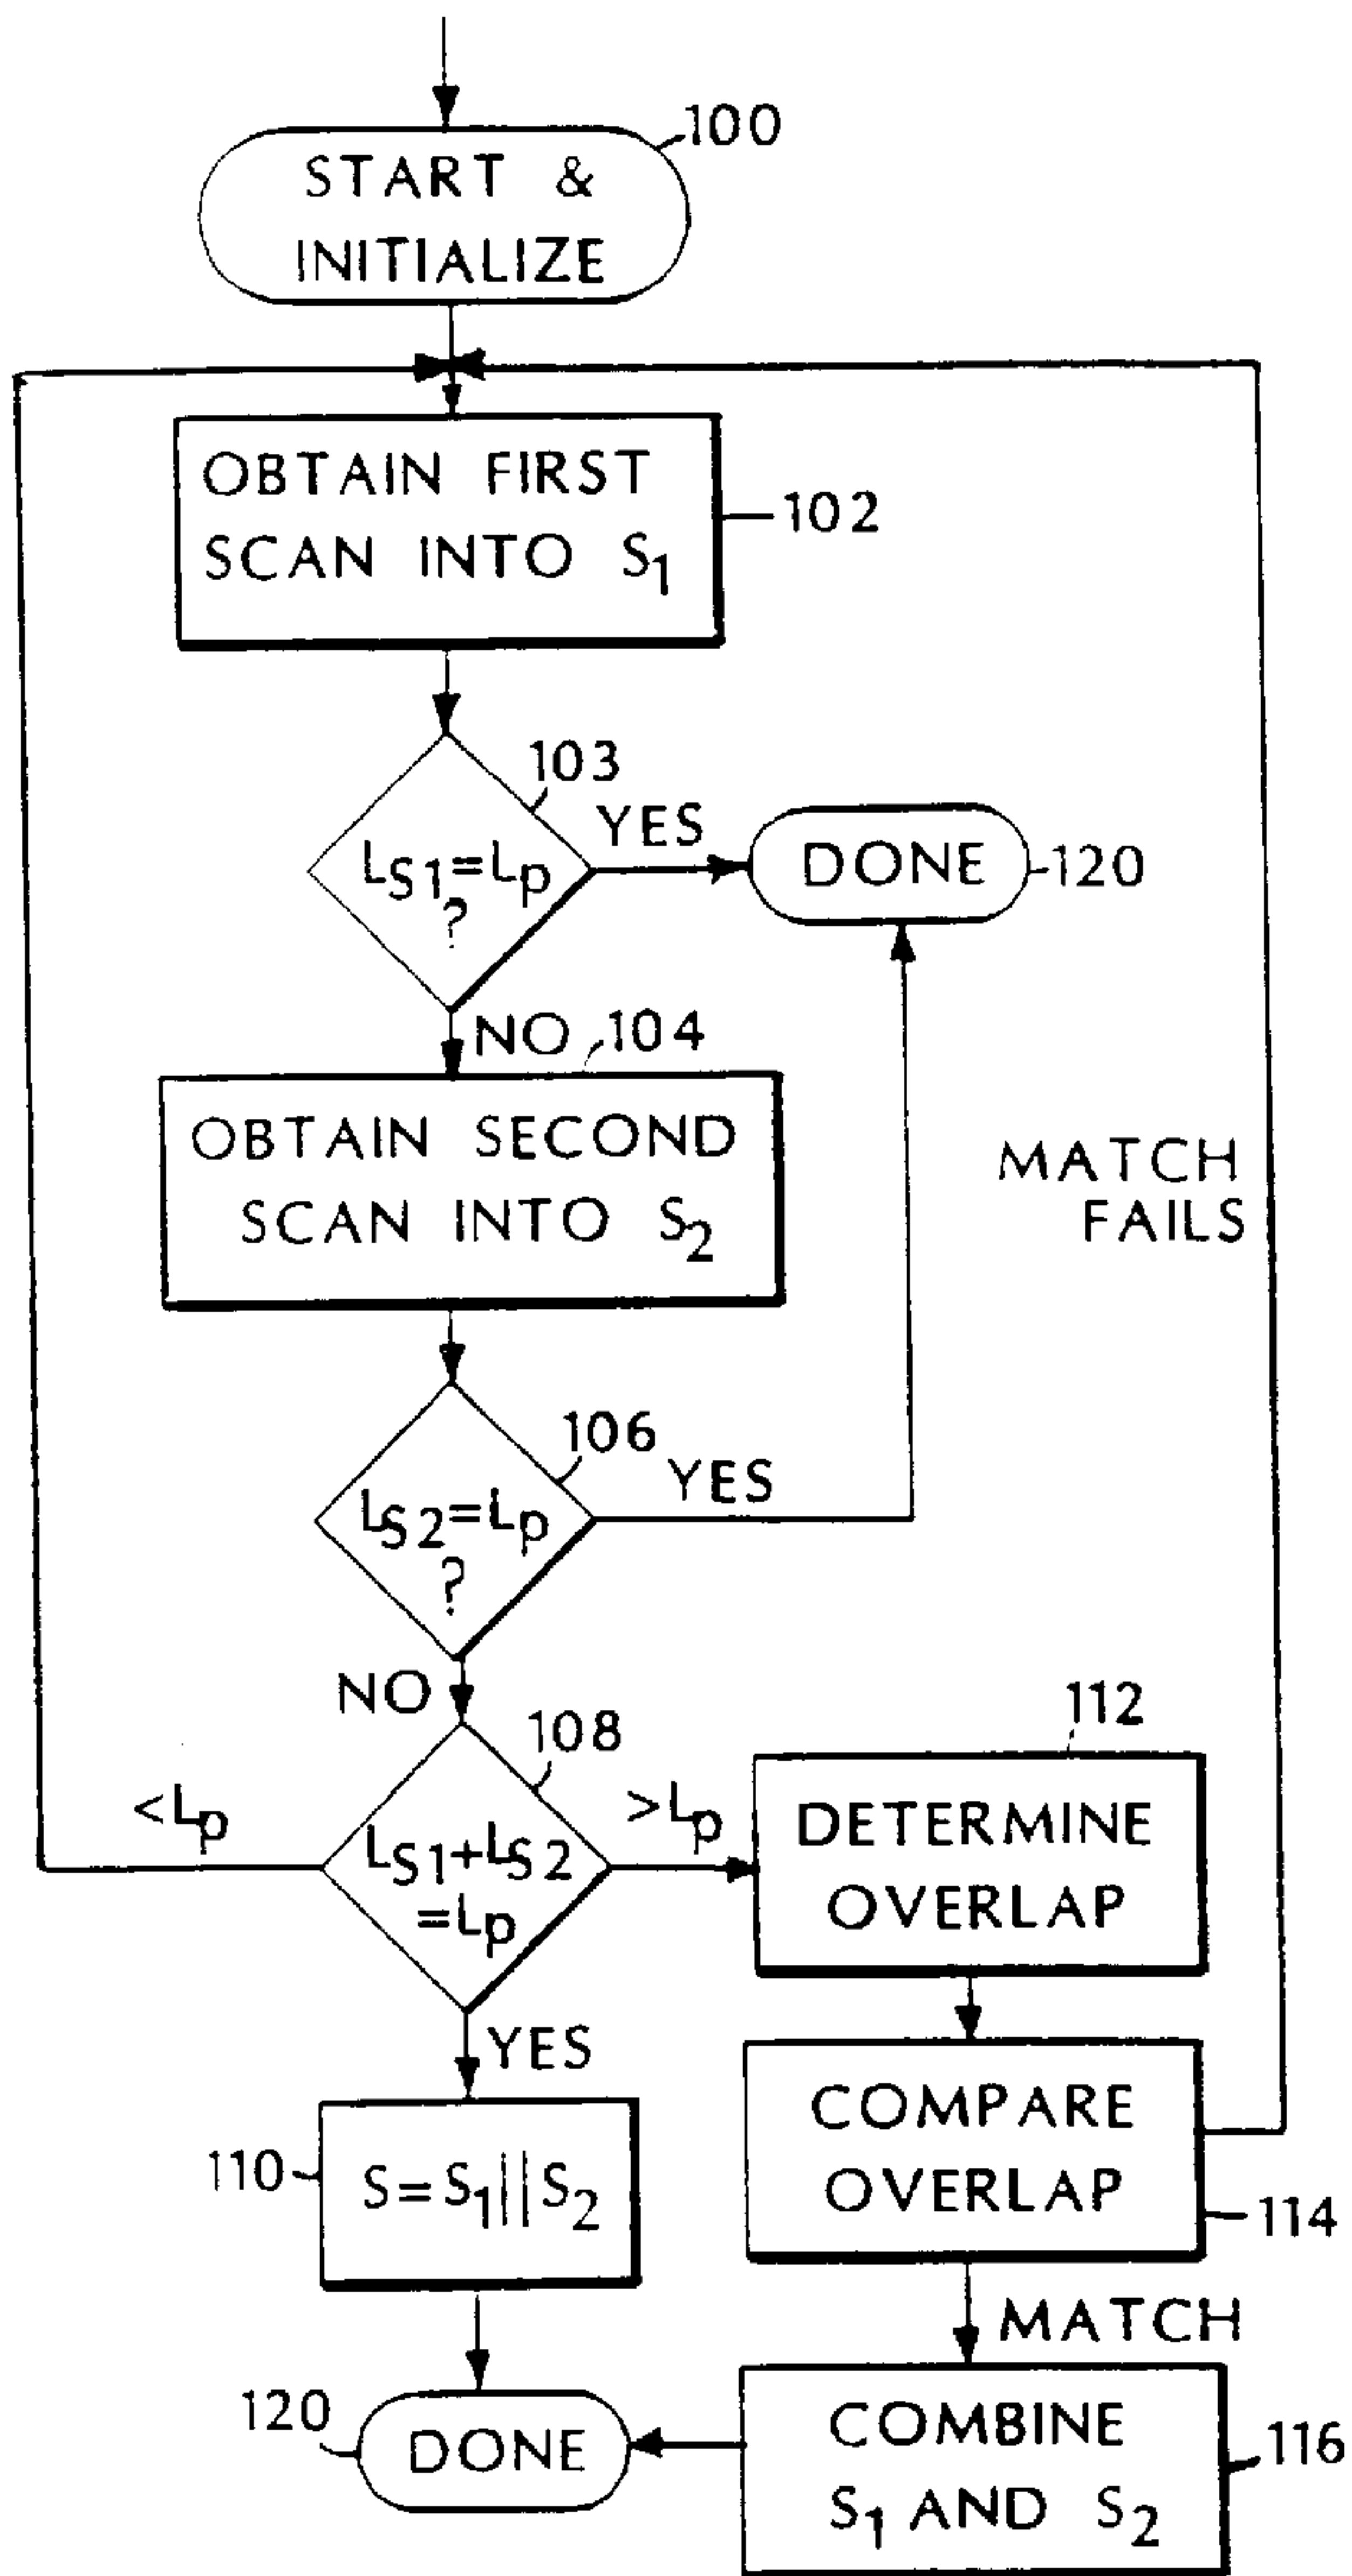 100
START &
INITIALIZE
OBTAIN FIRST
SCAN INTO S1
102
103
YES
LS1=Lp
?
DONE
120
NO
104
OBTAIN SECOND
SCAN INTO S2
MATCH
FAILS
106
YES
LS2=Lp
?
NO
108
112
<Lp
>Lp
LS1+LS2
=Lp
DETERMINE
OVERLAP
YES
110
S=S1||S2
COMPARE
OVERLAP
114
MATCH
120
DONE
COMBINE
S1 AND S2
116